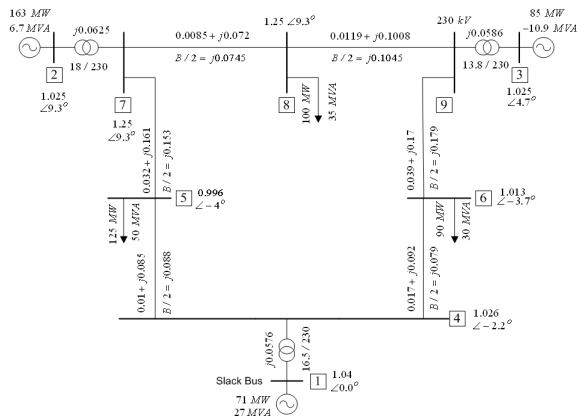 163 MW
6.7 MVA
j0.0625
18 / 230
2
1.025
∠9.3°
7
1.25
∠9.3°
0.0085 + j0.072
B / 2 = j0.0745
1.25 ∠9.3°
8
100 MW
35 MVA
0.0119 + j0.1008
B / 2 = j0.1045
230 kV
9
j0.0586
13.8 / 230
85 MW
−10.9 MVA
3
1.025
∠4.7°
0.032 + j0.161
B / 2 = j0.153
0.039 + j0.17
B / 2 = j0.179
5
0.996
∠ − 4°
125 MW
50 MVA
6
1.013
∠ − 3.7°
90 MW
30 MVA
0.01 + j0.085
B / 2 = j0.088
0.017 + j0.092
B / 2 = j0.079
4
1.026
∠ − 2.2°
j0.0576
16.5 / 230
Slack Bus
1
1.04
∠0.0°
71 MW
27 MVA